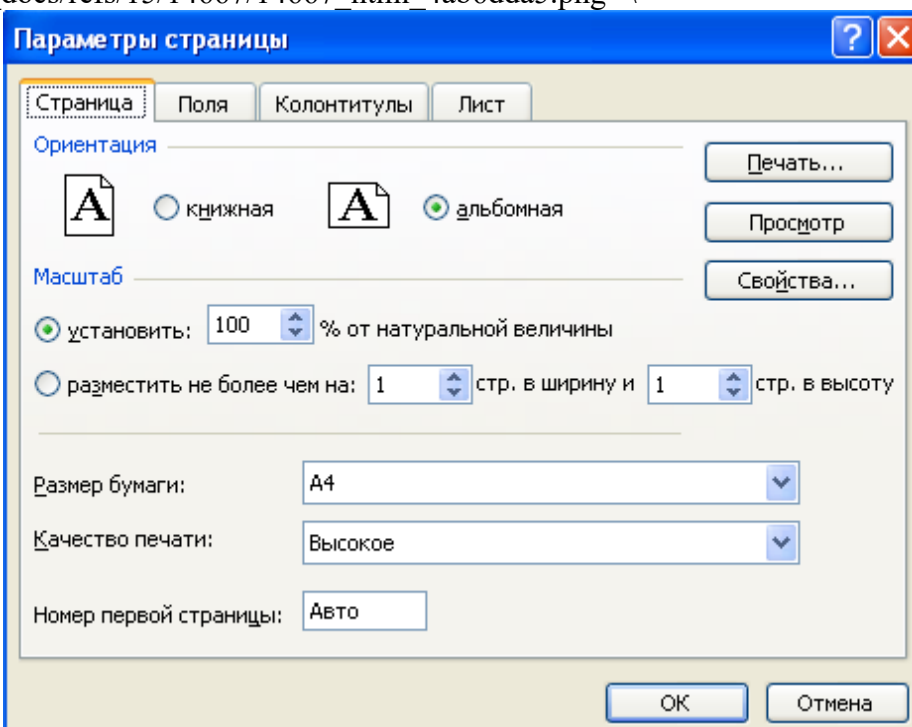 Параметры страницы
Страница Поля Колонтитулы Лист
Ориентация
Печать...
A книжная A альбомная
Просмотр
Масштаб
Свойства...
установить: 100 % от натуральной величины
разместить не более чем на: 1 стр. в ширину и 1 стр. в высоту
Размер бумаги: A4
Качество печати: Высокое
Номер первой страницы: Авто
ОК Отмена